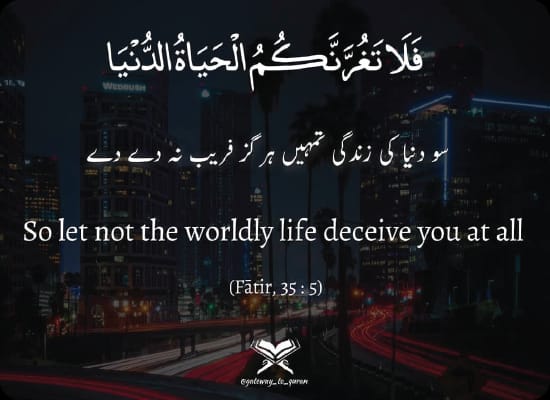 WEDBUSH
فَلَا تَغُرَّنَّكُمُ الْحَيَاةُ الدُّنْيَا
سو دنیا کی زندگی تمہیں ہرگز فریب نہ دے دے
So let not the worldly life deceive you at all
(Fātir, 35 : 5)
@gateway_to_quran